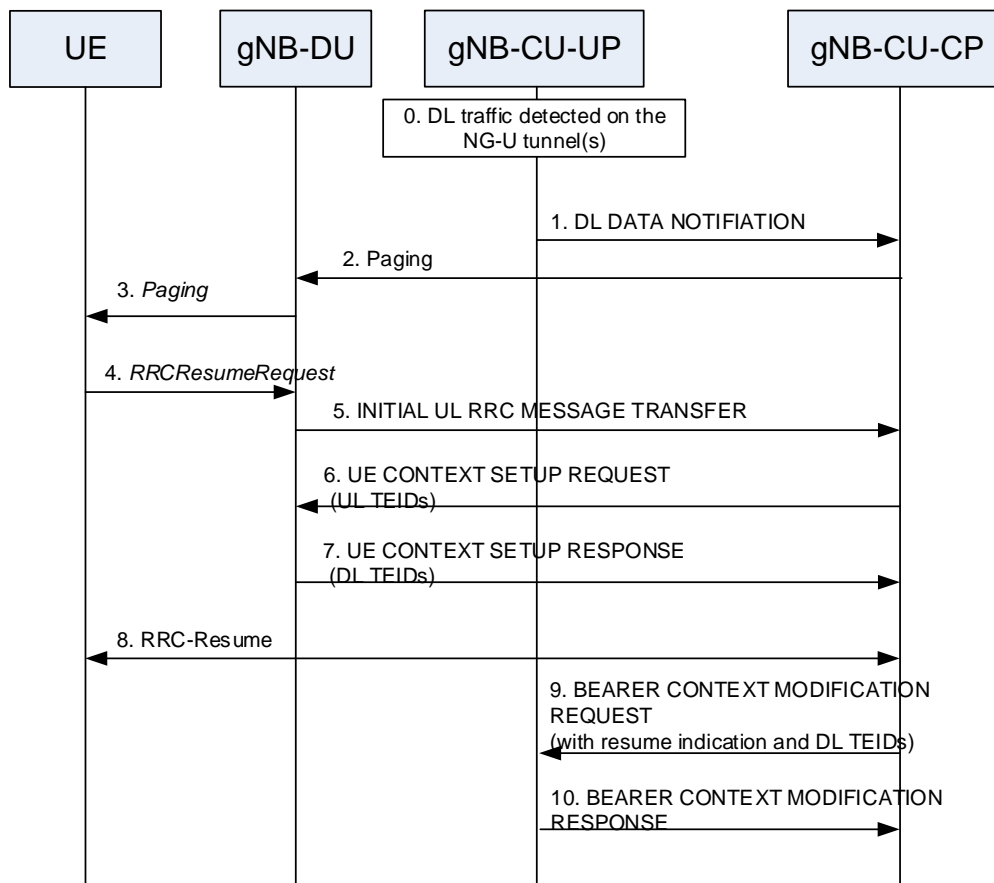 UE
gNB-DU
gNB-CU-UP
gNB-CU-CP
0. DL traffic detected on the
NG-U tunnel(s)
1. DL DATA NOTIFIATION
2. Paging
3. Paging
4. RRCResumeRequest
5. INITIAL UL RRC MESSAGE TRANSFER
6. UE CONTEXT SETUP REQUEST
(UL TEIDs)
7. UE CONTEXT SETUP RESPONSE
(DL TEIDs)
8. RRC-Resume
9. BEARER CONTEXT MODIFICATION
REQUEST
(with resume indication and DL TEIDs)
10. BEARER CONTEXT MODIFICATION
RESPONSE